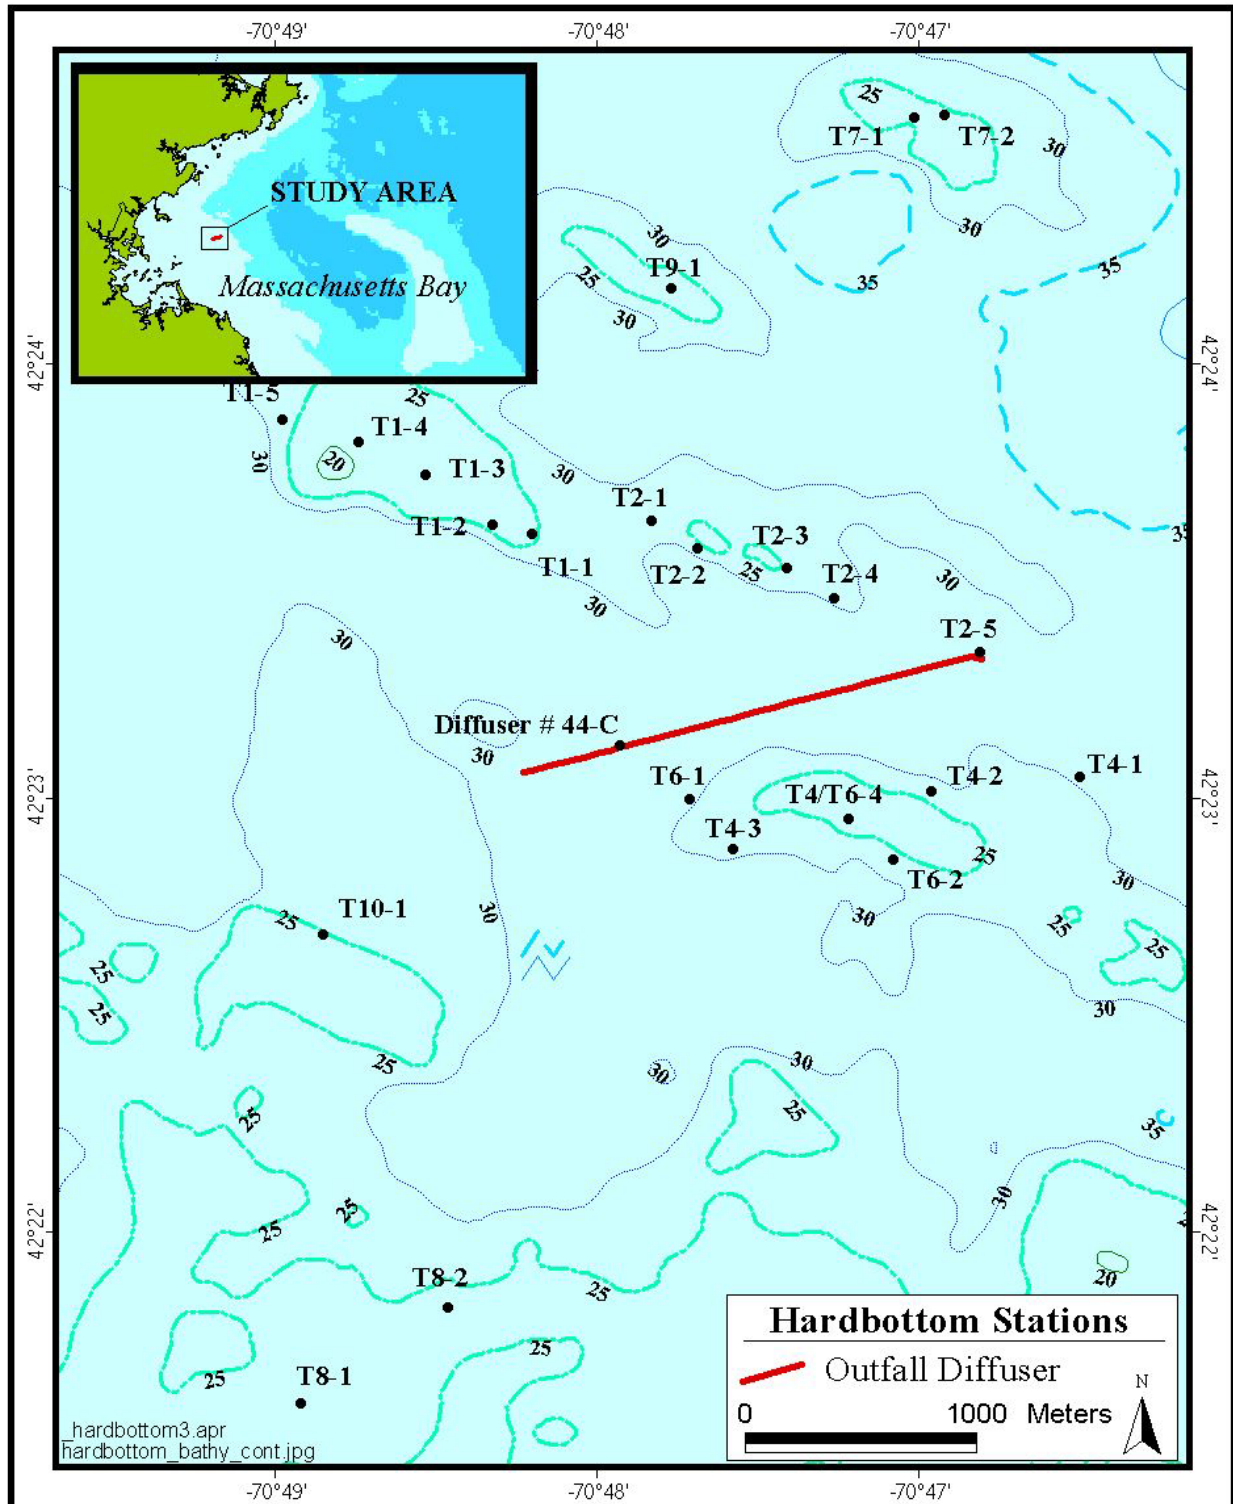 -70°49' -70°48' -70°47'
25
T7-1 T7-2
30
30
STUDY AREA
Massachusetts Bay
30
T9-1
25
30
35
35
42°24' 42°24'
T1-5
25
T1-4
20
T1-3
30
30
T1-2
T1-1
T2-1
T2-2
T2-3
25
T2-4
30
30
35
30
T2-5
Diffuser # 44-C
30
T6-1
T4-3
T4/T6-4
T4-2
T4-1
42°23' 42°23'
25
T6-2
30
30
25
T10-1
30
25
25
25
25
25
30
25
30
30
25
25
35
30
25
25
42°22' 42°22'
20
T8-2
25
25
25
T8-1
Hardbottom Stations
Outfall Diffuser
0 1000 Meters
N
_hardbottom3.apr
hardbottom_bathy_cont.jpg
-70°49' -70°48' -70°47'